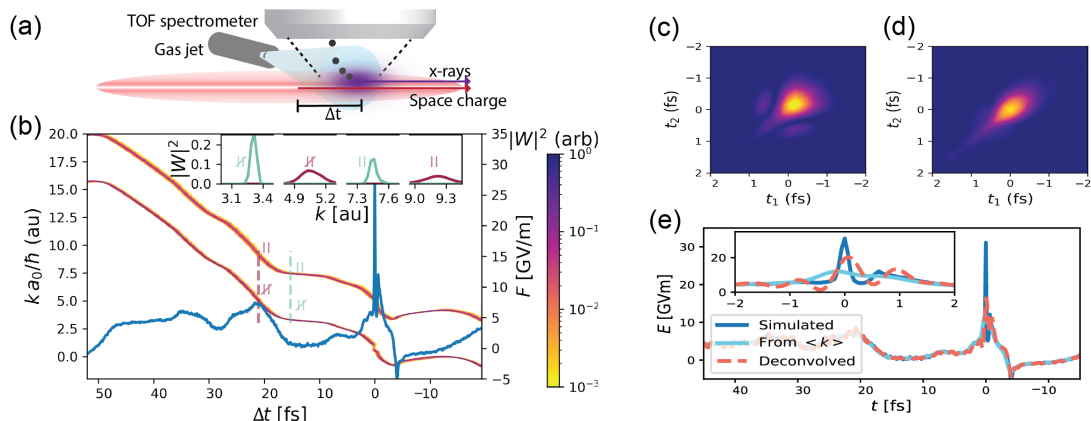 (a)
TOF spectrometer
Gas jet
x-rays
Space charge
Δt
(b)
20.0
17.5
15.0
12.5
10.0
7.5
5.0
2.5
0.0
k a₀/ħ (au)
|W|²
0.2
0.1
0.0
3.1 3.4 4.9 5.2 7.3 7.6 9.0 9.3
k [au]
|| || || ||
|| ||
|| ||
50 40 30 20 10 0 −10
Δt [fs]
35
30
25
20
15
10
5
0
−5
F [GV/m]
|W|² (arb)
10⁰
10⁻¹
10⁻²
10⁻³
(c)
−2
−1
0
1
2
t₂ (fs)
2 1 0 −1 −2
t₁ (fs)
(d)
−2
−1
0
1
2
t₂ (fs)
2 1 0 −1 −2
t₁ (fs)
(e)
30
20
10
0
E [GVm]
20
0
−2 −1 0 1 2
Simulated
From <k>
Deconvolved
40 30 20 10 0 −10
t [fs]